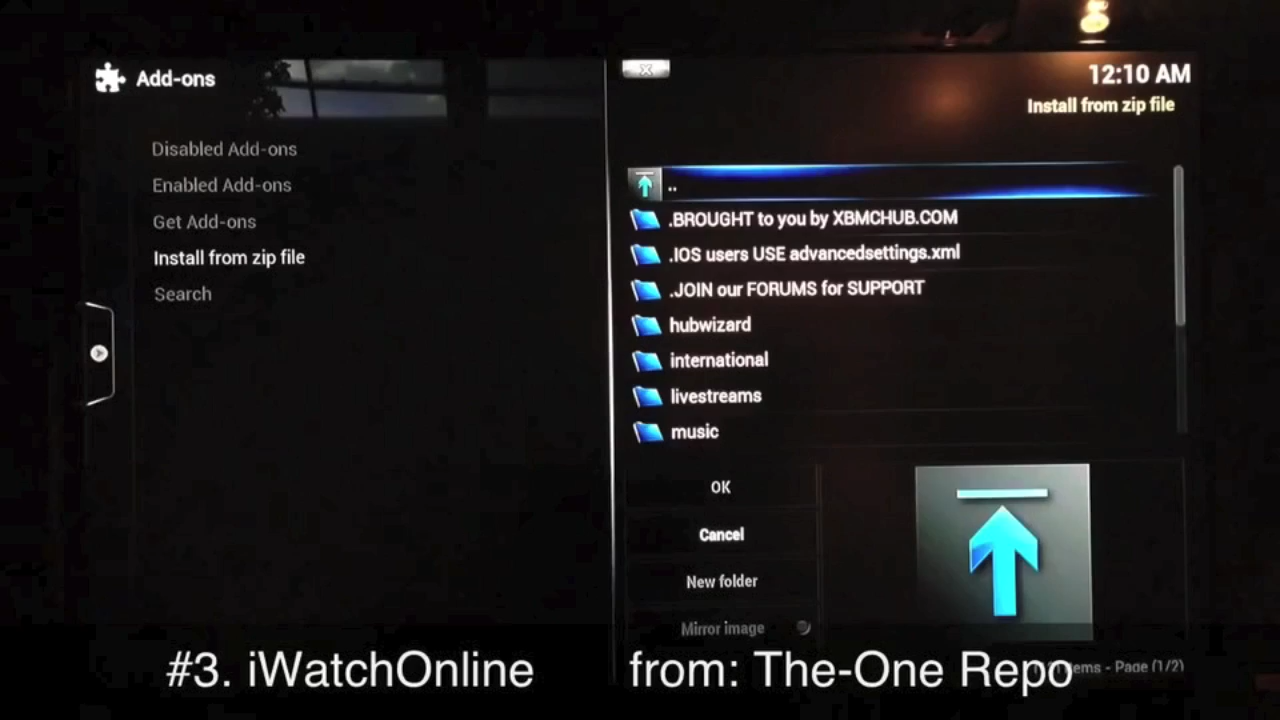 Add-ons
Disabled Add-ons
Enabled Add-ons
Get Add-ons
Install from zip file
Search
12:10 AM
Install from zip file
..
.BROUGHT to you by XBMCHUB.COM
.IOS users USE advancedsettings.xml
.JOIN our FORUMS for SUPPORT
hubwizard
international
livestreams
music
OK
Cancel
New folder
Mirror image
- Page (1/2)
#3. iWatchOnline from: The-One Repo